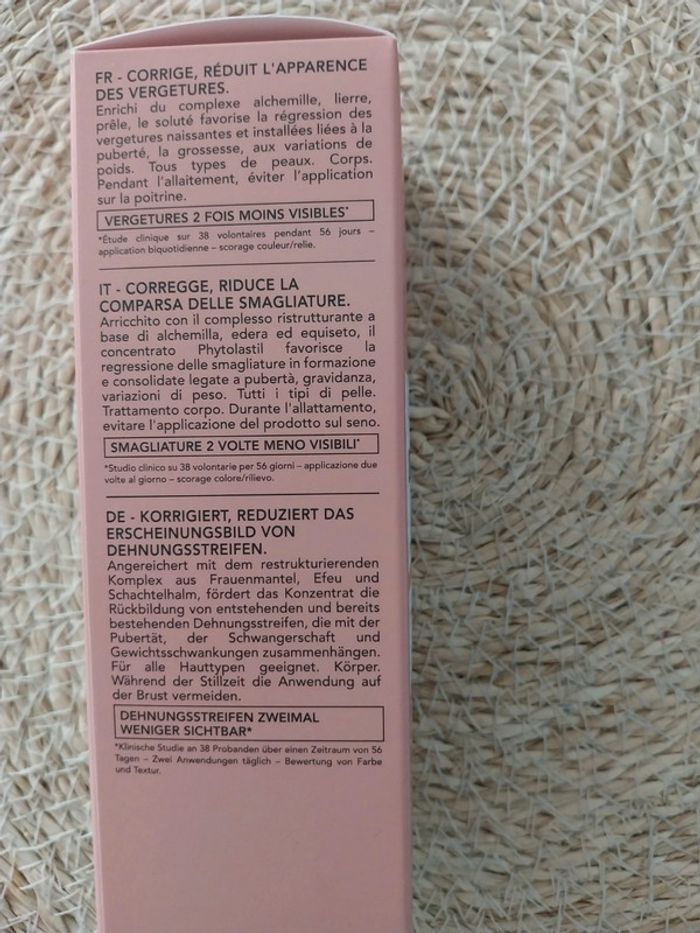 FR - CORRIGE, RÉDUIT L'APPARENCE
DES VERGETURES.
Enrichi du complexe alchemille, lierre,
prêle, le soluté favorise la régression des
vergetures naissantes et installées liées à la
puberté, la grossesse, aux variations de
poids. Tous types de peaux. Corps.
Pendant l'allaitement, éviter l'application
sur la poitrine.
VERGETURES 2 FOIS MOINS VISIBLES*
*Étude clinique sur 38 volontaires pendant 56 jours –
application biquotidienne – scorage couleur/relie.
IT - CORREGGE, RIDUCE LA
COMPARSA DELLE SMAGLIATURE.
Arricchito con il complesso ristrutturante a
base di alchemilla, edera ed equiseto, il
concentrato Phytolastil favorisce la
regressione delle smagliature in formazione
e consolidate legate a pubertà, gravidanza,
variazioni di peso. Tutti i tipi di pelle.
Trattamento corpo. Durante l'allattamento,
evitare l'applicazione del prodotto sul seno.
SMAGLIATURE 2 VOLTE MENO VISIBILI*
*Studio clinico su 38 volontarie per 56 giorni – applicazione due
volte al giorno – scorage colore/rilievo.
DE - KORRIGIERT, REDUZIERT DAS
ERSCHEINUNGSBILD VON
DEHNUNGSSTREIFEN.
Angereichert mit dem restrukturierenden
Komplex aus Frauenmantel, Efeu und
Schachtelhalm, fördert das Konzentrat die
Rückbildung von entstehenden und bereits
bestehenden Dehnungsstreifen, die mit der
Pubertät, der Schwangerschaft und
Gewichtsschwankungen zusammenhängen.
Für alle Hauttypen geeignet. Körper.
Während der Stillzeit die Anwendung auf
der Brust vermeiden.
DEHNUNGSSTREIFEN ZWEIMAL
WENIGER SICHTBAR*
*Klinische Studie an 38 Probanden über einen Zeitraum von 56
Tagen – Zwei Anwendungen täglich – Bewertung von Farbe
und Textur.